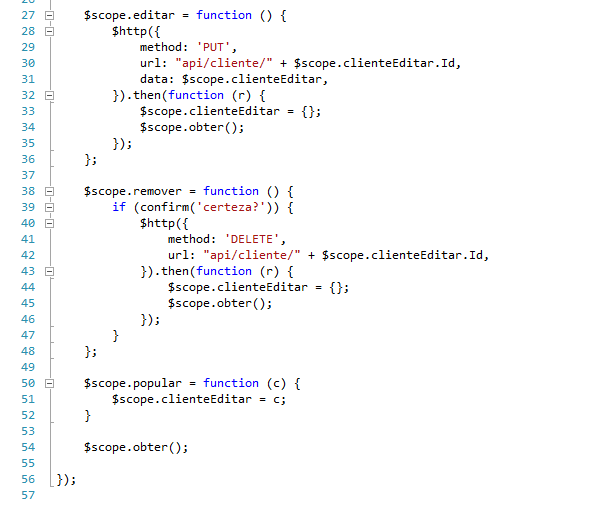 27 $scope.editar = function () {
28 $http({
29 method: 'PUT',
30 url: "api/cliente/" + $scope.clienteEditar.Id,
31 data: $scope.clienteEditar,
32 }).then(function (r) {
33 $scope.clienteEditar = {};
34 $scope.obter();
35 });
36 };
37
38 $scope.remover = function () {
39 if (confirm('certeza?')) {
40 $http({
41 method: 'DELETE',
42 url: "api/cliente/" + $scope.clienteEditar.Id,
43 }).then(function (r) {
44 $scope.clienteEditar = {};
45 $scope.obter();
46 });
47 }
48 };
49
50 $scope.popular = function (c) {
51 $scope.clienteEditar = c;
52 }
53
54 $scope.obter();
55
56 });
57